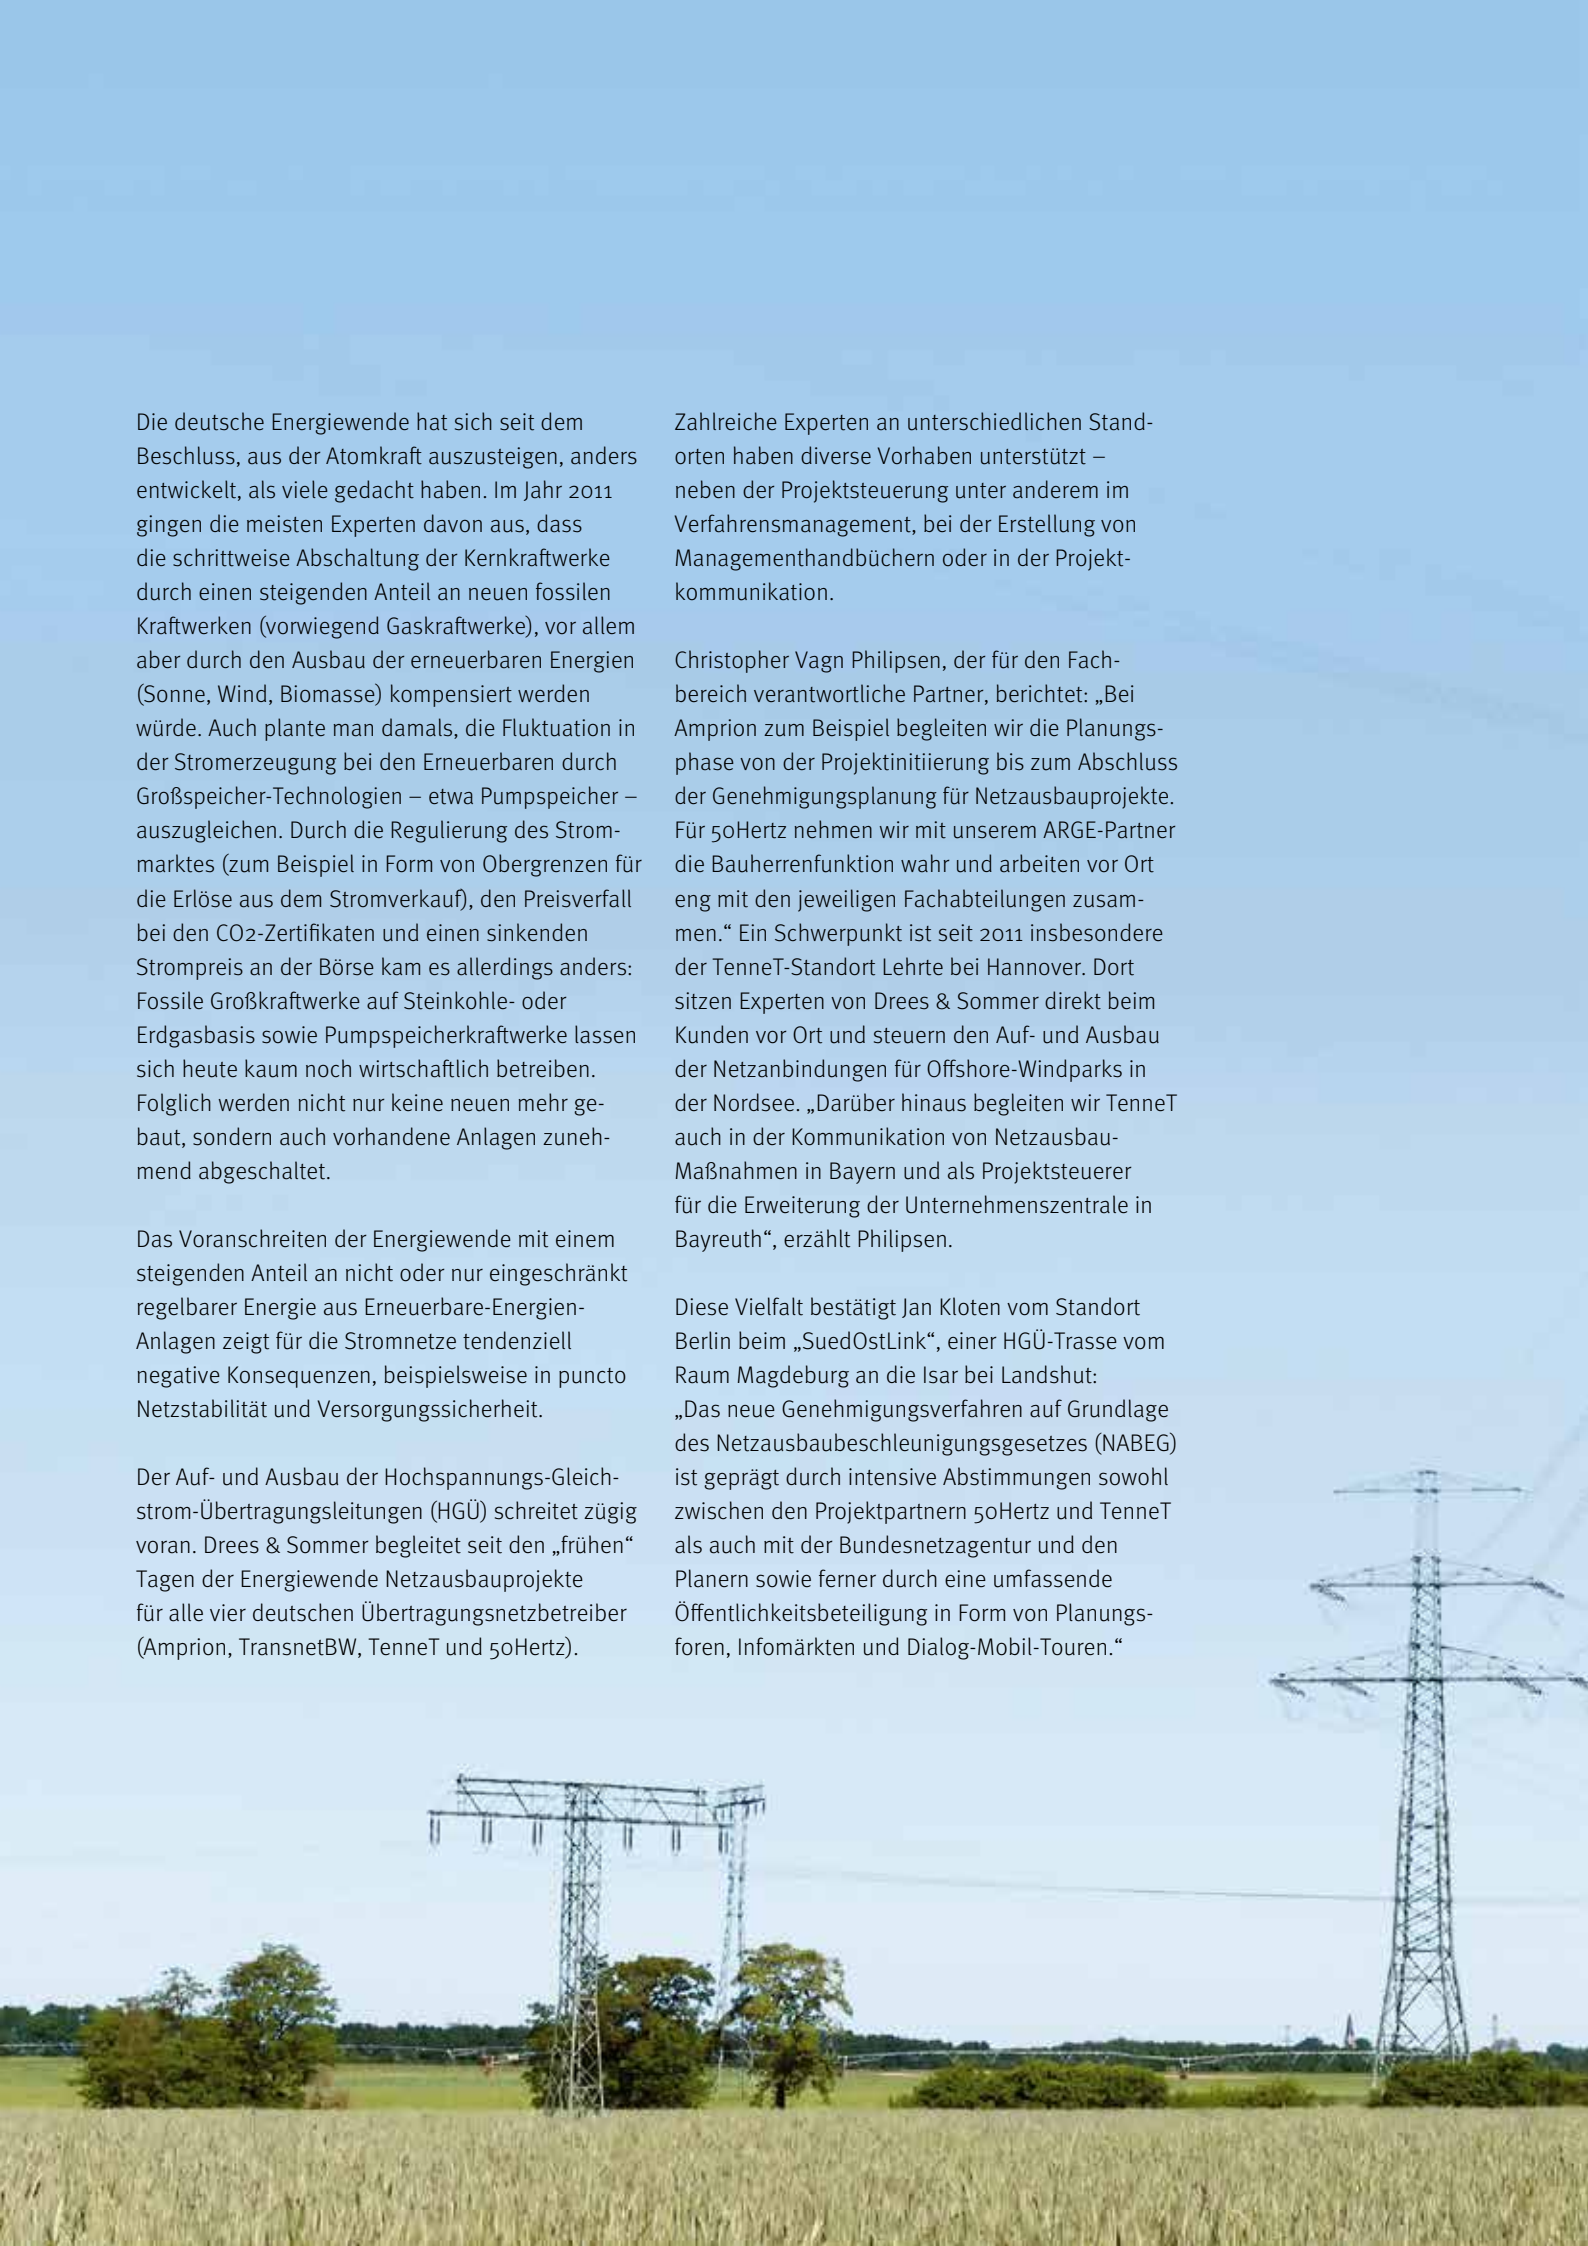 Die deutsche Energiewende hat sich seit dem
Beschluss, aus der Atomkraft auszusteigen, anders
entwickelt, als viele gedacht haben. Im Jahr 2011
gingen die meisten Experten davon aus, dass
die schrittweise Abschaltung der Kernkraftwerke
durch einen steigenden Anteil an neuen fossilen
Kraftwerken (vorwiegend Gaskraftwerke), vor allem
aber durch den Ausbau der erneuerbaren Energien
(Sonne, Wind, Biomasse) kompensiert werden
würde. Auch plante man damals, die Fluktuation in
der Stromerzeugung bei den Erneuerbaren durch
Großspeicher-Technologien – etwa Pumpspeicher –
auszugleichen. Durch die Regulierung des Strom-
marktes (zum Beispiel in Form von Obergrenzen für
die Erlöse aus dem Stromverkauf), den Preisverfall
bei den CO2-Zertifikaten und einen sinkenden
Strompreis an der Börse kam es allerdings anders:
Fossile Großkraftwerke auf Steinkohle- oder
Erdgasbasis sowie Pumpspeicherkraftwerke lassen
sich heute kaum noch wirtschaftlich betreiben.
Folglich werden nicht nur keine neuen mehr ge-
baut, sondern auch vorhandene Anlagen zuneh-
mend abgeschaltet.
Das Voranschreiten der Energiewende mit einem
steigenden Anteil an nicht oder nur eingeschränkt
regelbarer Energie aus Erneuerbare-Energien-
Anlagen zeigt für die Stromnetze tendenziell
negative Konsequenzen, beispielsweise in puncto
Netzstabilität und Versorgungssicherheit.
Der Auf- und Ausbau der Hochspannungs-Gleich-
strom-Übertragungsleitungen (HGÜ) schreitet zügig
voran. Drees & Sommer begleitet seit den „frühen“
Tagen der Energiewende Netzausbauprojekte
für alle vier deutschen Übertragungsnetzbetreiber
(Amprion, TransnetBW, TenneT und 50Hertz).
Zahlreiche Experten an unterschiedlichen Stand-
orten haben diverse Vorhaben unterstützt –
neben der Projektsteuerung unter anderem im
Verfahrensmanagement, bei der Erstellung von
Managementhandbüchern oder in der Projekt-
kommunikation.
Christopher Vagn Philipsen, der für den Fach-
bereich verantwortliche Partner, berichtet: „Bei
Amprion zum Beispiel begleiten wir die Planungs-
phase von der Projektinitiierung bis zum Abschluss
der Genehmigungsplanung für Netzausbauprojekte.
Für 50Hertz nehmen wir mit unserem ARGE-Partner
die Bauherrenfunktion wahr und arbeiten vor Ort
eng mit den jeweiligen Fachabteilungen zusam-
men.“ Ein Schwerpunkt ist seit 2011 insbesondere
der TenneT-Standort Lehrte bei Hannover. Dort
sitzen Experten von Drees & Sommer direkt beim
Kunden vor Ort und steuern den Auf- und Ausbau
der Netzanbindungen für Offshore-Windparks in
der Nordsee. „Darüber hinaus begleiten wir TenneT
auch in der Kommunikation von Netzausbau-
Maßnahmen in Bayern und als Projektsteuerer
für die Erweiterung der Unternehmenszentrale in
Bayreuth“, erzählt Philipsen.
Diese Vielfalt bestätigt Jan Kloten vom Standort
Berlin beim „SuedOstLink“, einer HGÜ-Trasse vom
Raum Magdeburg an die Isar bei Landshut:
„Das neue Genehmigungsverfahren auf Grundlage
des Netzausbaubeschleunigungsgesetzes (NABEG)
ist geprägt durch intensive Abstimmungen sowohl
zwischen den Projektpartnern 50Hertz und TenneT
als auch mit der Bundesnetzagentur und den
Planern sowie ferner durch eine umfassende
Öffentlichkeitsbeteiligung in Form von Planungs-
foren, Infomärkten und Dialog-Mobil-Touren.“